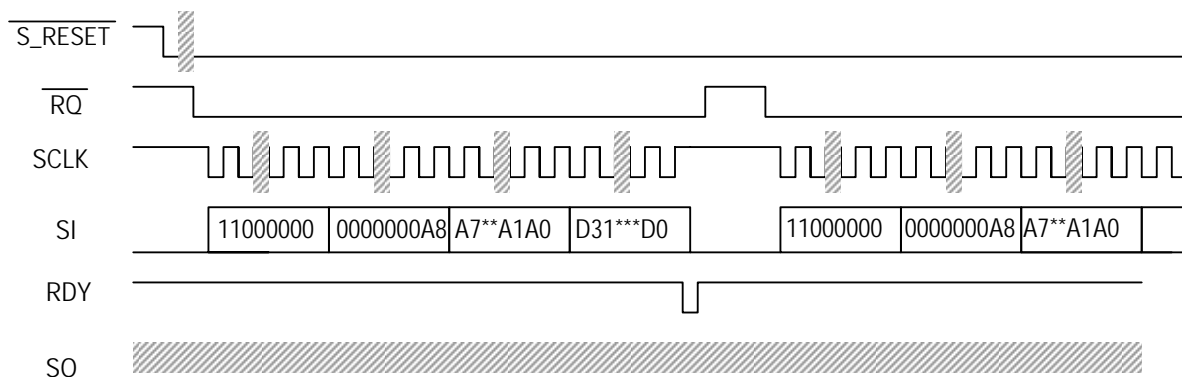 S_RESET
RQ
SCLK
SI 11000000 0000000A8 A7**A1A0 D31***D0 11000000 0000000A8 A7**A1A0
RDY
SO